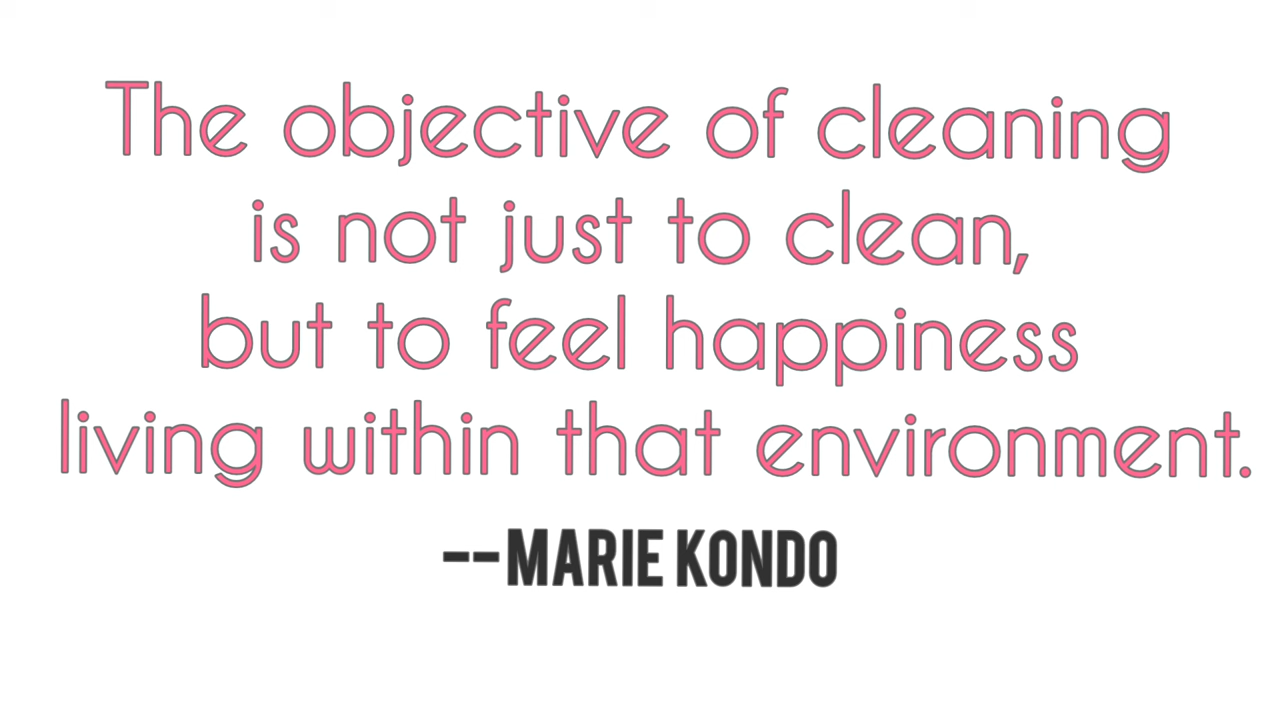 The objective of cleaning
is not just to clean,
but to feel happiness
living within that environment.
--MARIE KONDO